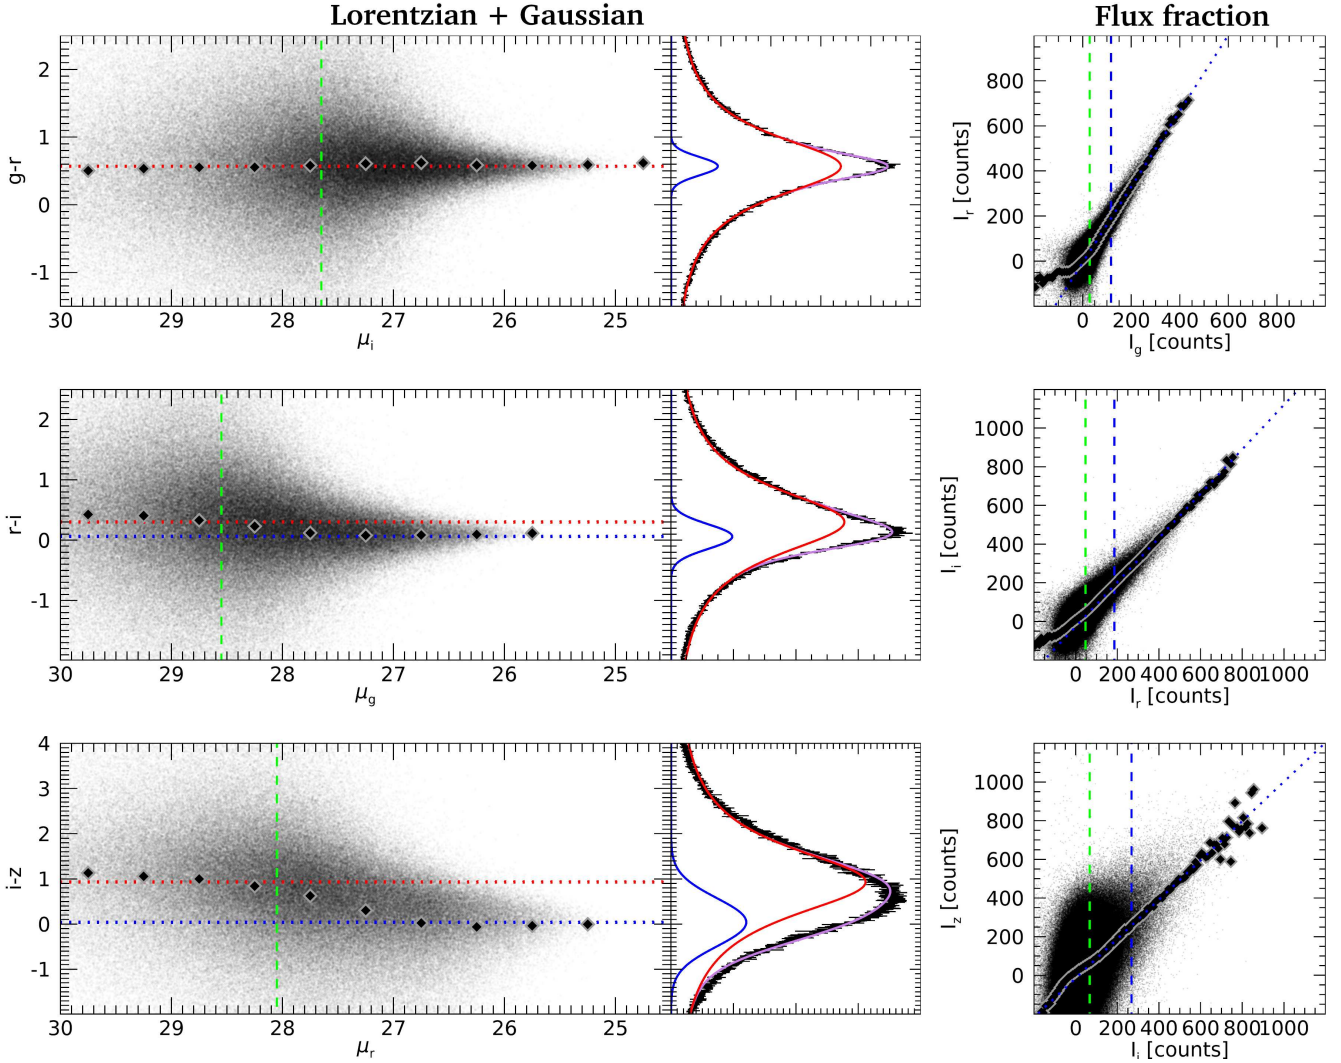 Lorentzian + Gaussian
Flux fraction
2
1
0
-1
g-r
30 29 28 27 26 25
μi
800
600
400
200
0
Ir [counts]
0 200 400 600 800
Ig [counts]
2
1
0
-1
r-i
30 29 28 27 26 25
μg
1000
800
600
400
200
0
Ii [counts]
0 200 400 600 800 1000
Ir [counts]
4
3
2
1
0
-1
i-z
30 29 28 27 26 25
μr
1000
800
600
400
200
0
Iz [counts]
0 200 400 600 800 1000
Ii [counts]